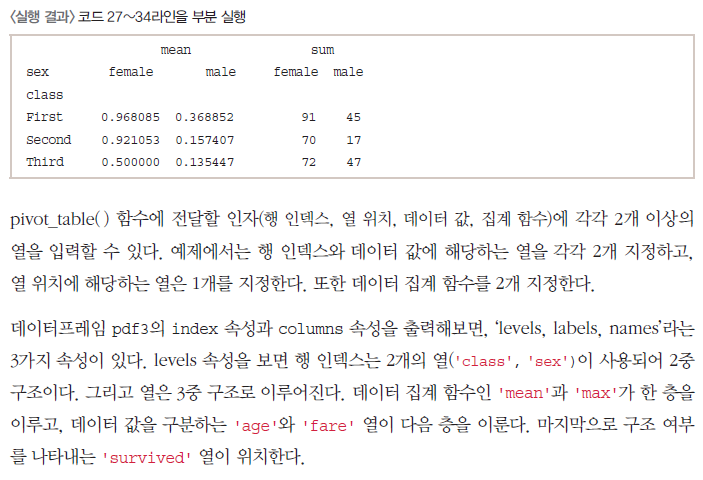 〈실행 결과〉 코드 27~34라인을 부분 실행
mean sum
sex female male female male
class
First 0.968085 0.368852 91 45
Second 0.921053 0.157407 70 17
Third 0.500000 0.135447 72 47
pivot_table( ) 함수에 전달할 인자(행 인덱스, 열 위치, 데이터 값, 집계 함수)에 각각 2개 이상의
열을 입력할 수 있다. 예제에서는 행 인덱스와 데이터 값에 해당하는 열을 각각 2개 지정하고,
열 위치에 해당하는 열은 1개를 지정한다. 또한 데이터 집계 함수를 2개 지정한다.
데이터프레임 pdf3의 index 속성과 columns 속성을 출력해보면, ‘levels, labels, names’라는
3가지 속성이 있다. levels 속성을 보면 행 인덱스는 2개의 열('class', 'sex')이 사용되어 2중
구조이다. 그리고 열은 3중 구조로 이루어진다. 데이터 집계 함수인 'mean'과 'max'가 한 층을
이루고, 데이터 값을 구분하는 'age'와 'fare' 열이 다음 층을 이룬다. 마지막으로 구조 여부
를 나타내는 'survived' 열이 위치한다.